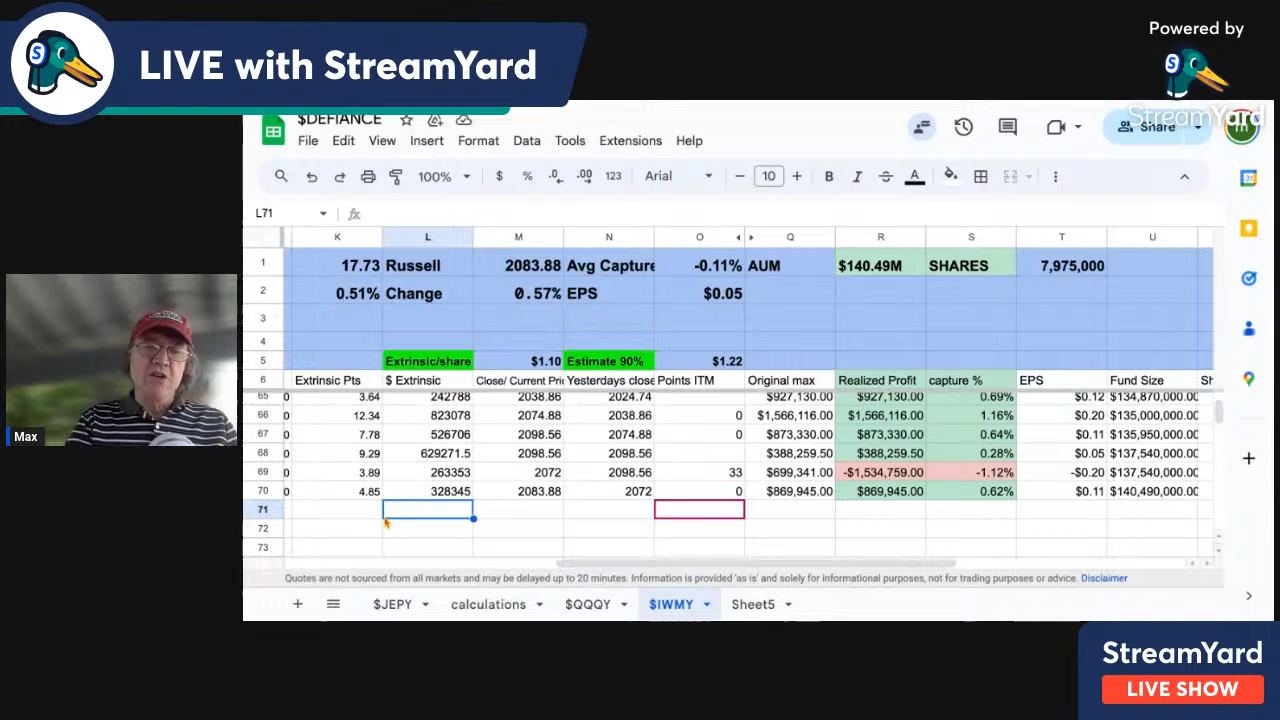 LIVE with StreamYard
Powered by
StreamYard
$DEFIANCE
Share
File Edit View Insert Format Data Tools Extensions Help
100% $ % .0 .00 123 Arial 10 B I A
L71 fx
K L M N O Q R S T U
1 17.73 Russell 2083.88 Avg Capture -0.11% AUM $140.49M SHARES 7,975,000
2 0.51% Change 0.57% EPS $0.05
3
4
5 Extrinsic/share $1.10 Estimate 90% $1.22
6 Extrinsic Pts $ Extrinsic Close/ Current Pric Yesterdays close Points ITM Original max Realized Profit capture % EPS Fund Size Sh
65 0 3.64 242788 2038.86 2024.74 $927,130.00 $927,130.00 0.69% $0.12 $134,870,000.00
66 0 12.34 823078 2074.88 2038.86 0 $1,566,116.00 $1,566,116.00 1.16% $0.20 $135,000,000.00
67 0 7.78 526706 2098.56 2074.88 0 $873,330.00 $873,330.00 0.64% $0.11 $135,950,000.00
68 0 9.29 629271.5 2098.56 2098.56 $388,259.50 $388,259.50 0.28% $0.05 $137,540,000.00
69 0 3.89 263353 2072 2098.56 33 $699,341.00 -$1,534,759.00 -1.12% -$0.20 $137,540,000.00
70 0 4.85 328345 2083.88 2072 0 $869,945.00 $869,945.00 0.62% $0.11 $140,490,000.00
71
72
73
Max
Quotes are not sourced from all markets and may be delayed up to 20 minutes. Information is provided 'as is' and solely for informational purposes, not for trading purposes or advice. Disclaimer
$JEPY calculations $QQQY $IWMY Sheet5
StreamYard
LIVE SHOW